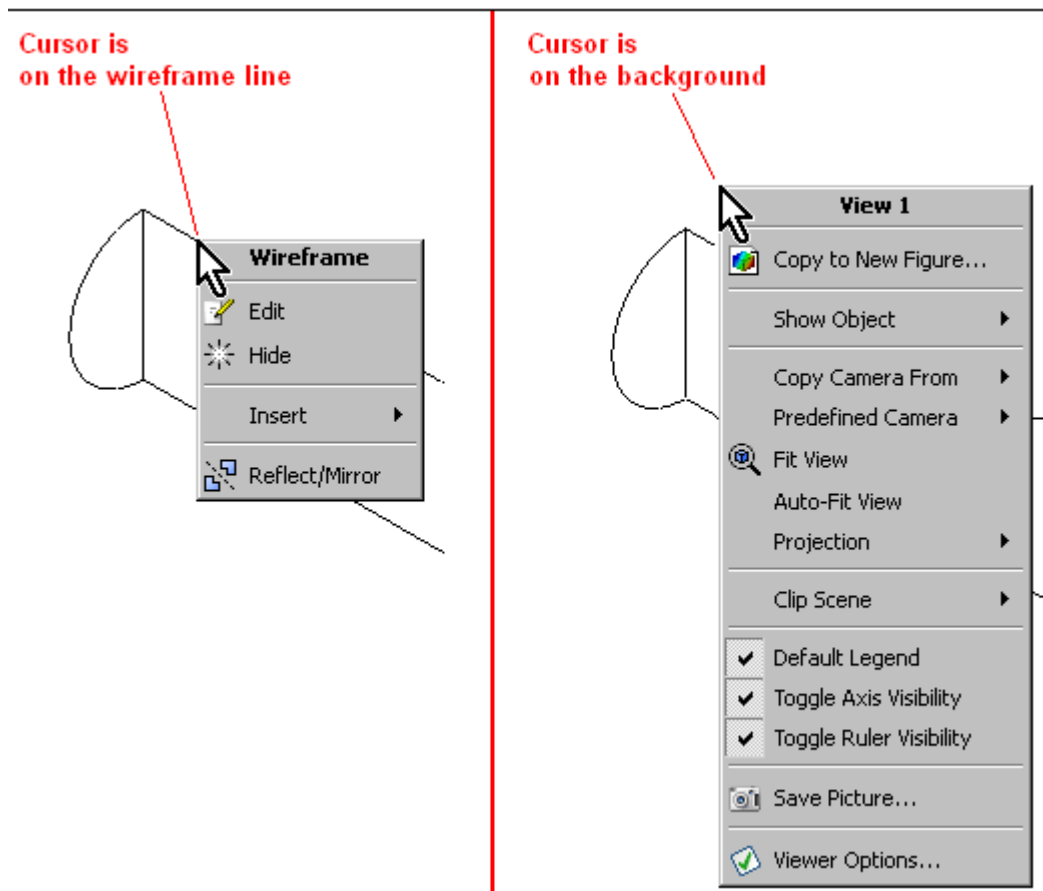 Cursor is
on the wireframe line
Wireframe
Edit
Hide
Insert
Reflect/Mirror
Cursor is
on the background
View 1
Copy to New Figure...
Show Object
Copy Camera From
Predefined Camera
Fit View
Auto-Fit View
Projection
Clip Scene
Default Legend
Toggle Axis Visibility
Toggle Ruler Visibility
Save Picture...
Viewer Options...